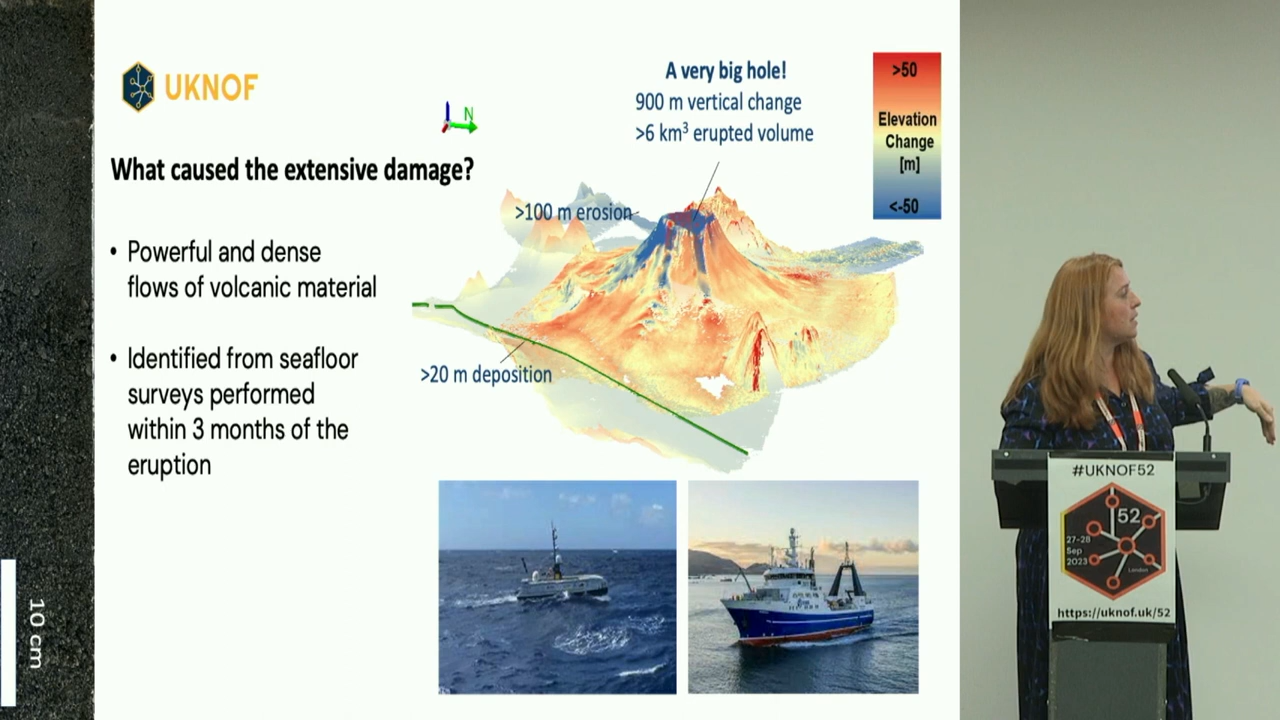 UKNOF
A very big hole!
900 m vertical change
>6 km³ erupted volume
N
>50
Elevation
Change
[m]
<-50
What caused the extensive damage?
>100 m erosion
• Powerful and dense
flows of volcanic material
>20 m deposition
• Identified from seafloor
surveys performed
within 3 months of the
eruption
10 cm
#UKNOF52
52
27-28
Sep
2023
London
https://uknof.uk/52